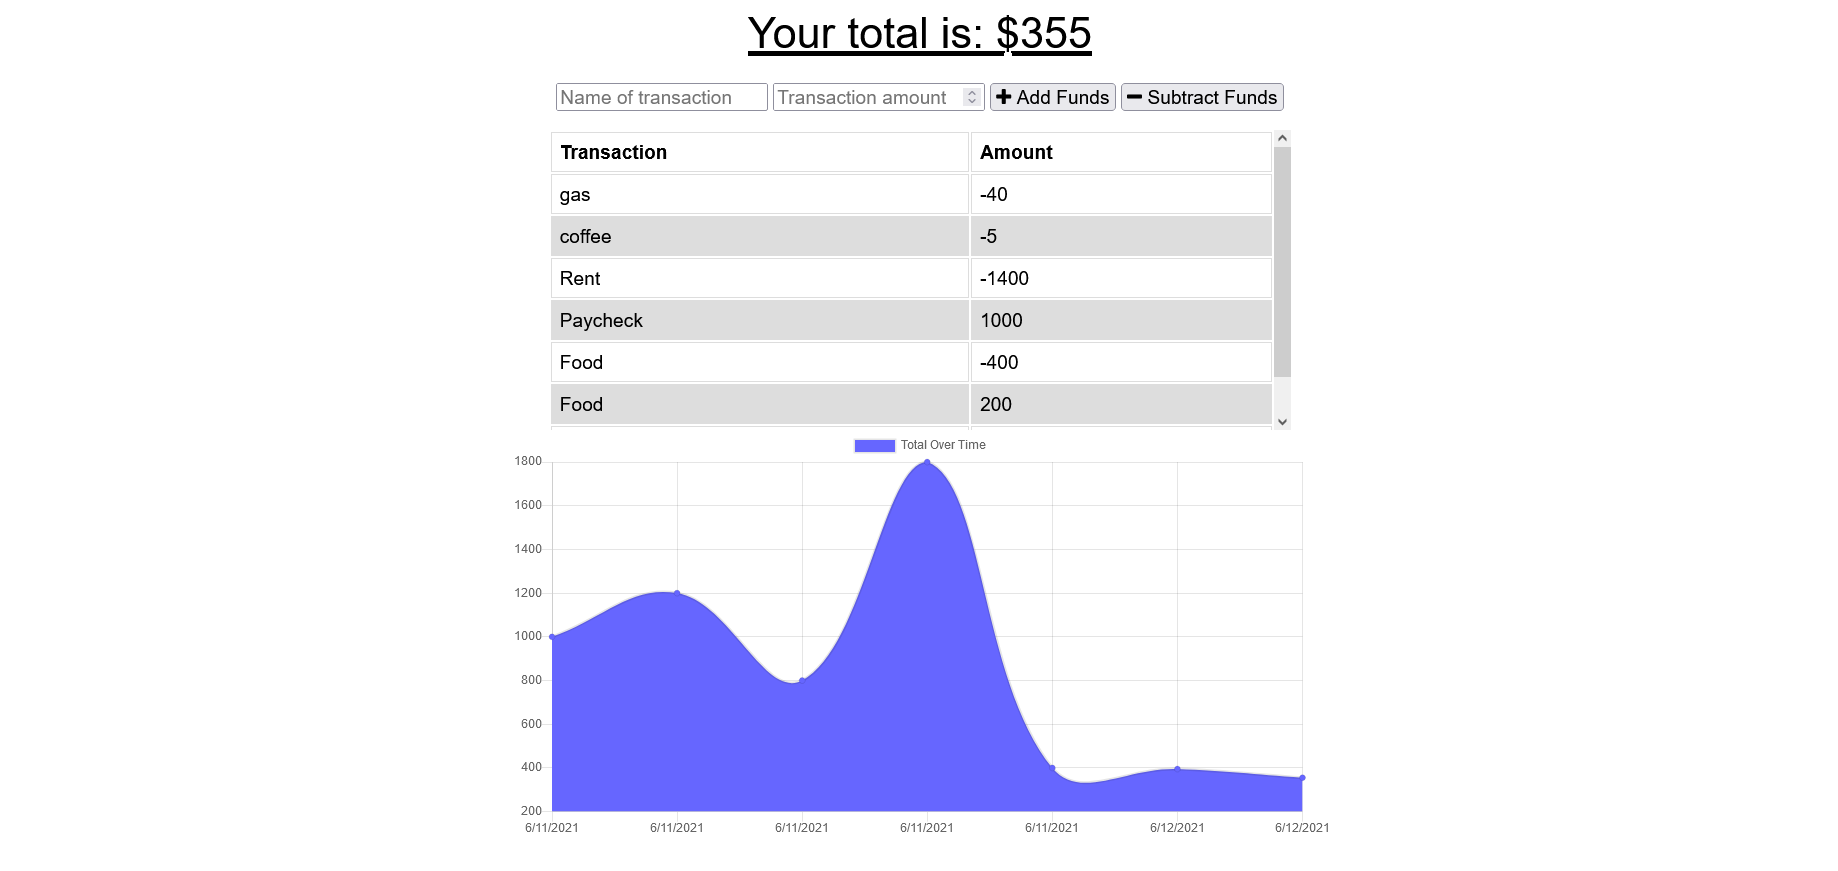 Your total is: $355
Name of transaction Transaction amount Add Funds Subtract Funds
Transaction Amount
gas -40
coffee -5
Rent -1400
Paycheck 1000
Food -400
Food 200
Total Over Time
1800
1600
1400
1200
1000
800
600
400
200
6/11/2021 6/11/2021 6/11/2021 6/11/2021 6/11/2021 6/12/2021 6/12/2021